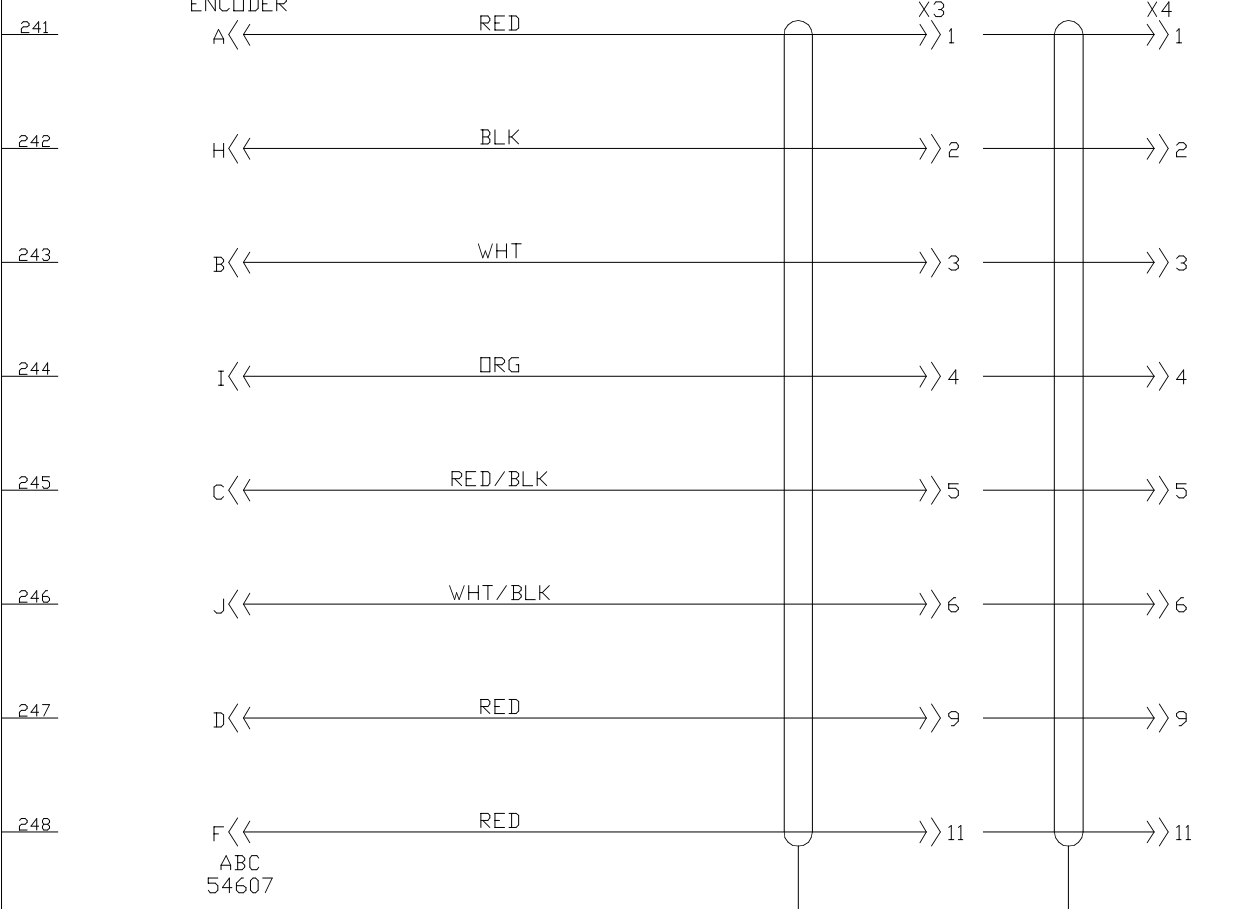 ENCODER X3 X4
241 A RED 1 1
242 H BLK 2 2
243 B WHT 3 3
244 I ORG 4 4
245 C RED/BLK 5 5
246 J WHT/BLK 6 6
247 D RED 9 9
248 F RED 11 11
ABC
54607